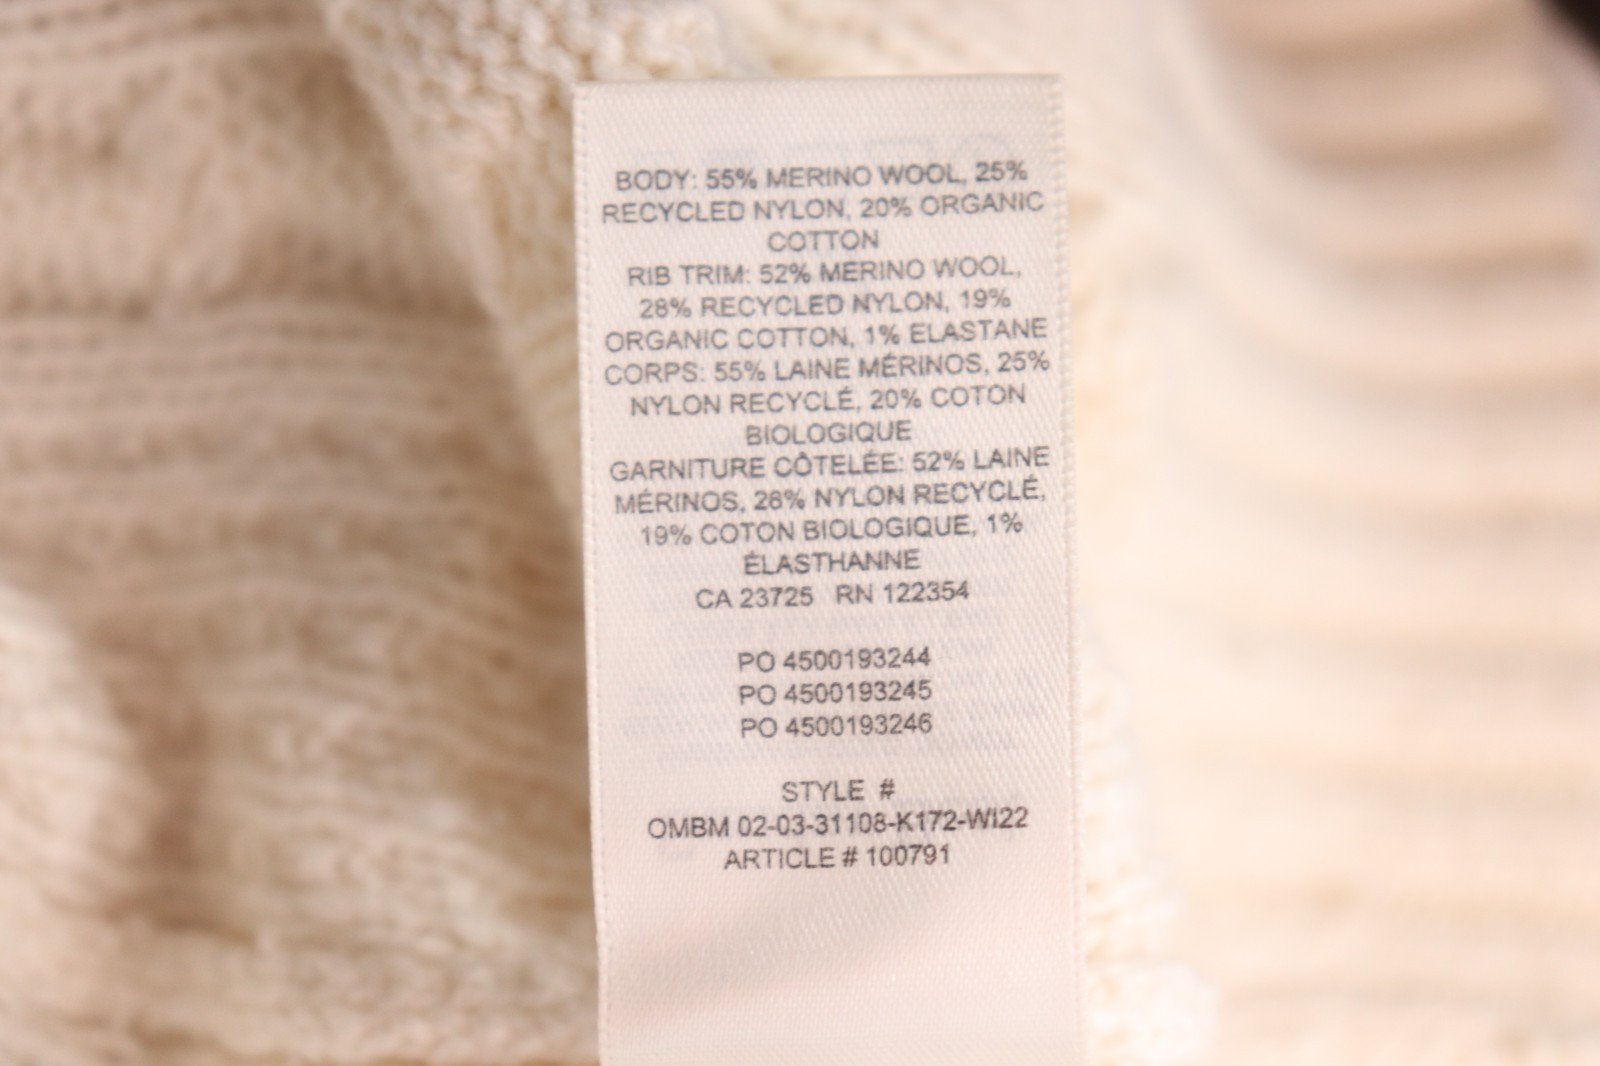 BODY: 55% MERINO WOOL, 25%
RECYCLED NYLON, 20% ORGANIC
COTTON
RIB TRIM: 52% MERINO WOOL,
28% RECYCLED NYLON, 19%
ORGANIC COTTON, 1% ELASTANE
CORPS: 55% LAINE MÉRINOS, 25%
NYLON RECYCLÉ, 20% COTON
BIOLOGIQUE
GARNITURE CÔTELÉE: 52% LAINE
MÉRINOS, 28% NYLON RECYCLÉ,
19% COTON BIOLOGIQUE, 1%
ÉLASTHANNE
CA 23725 RN 122354
PO 4500193244
PO 4500193245
PO 4500193246
STYLE #
OMBM 02-03-31108-K172-WI22
ARTICLE # 100791